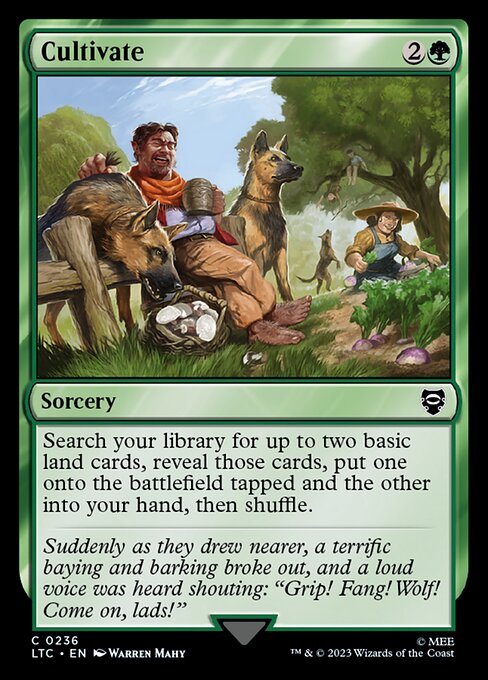 Cultivate 2
Sorcery
Search your library for up to two basic
land cards, reveal those cards, put one
onto the battlefield tapped and the other
into your hand, then shuffle.
Suddenly as they drew nearer, a terrific
baying and barking broke out, and a loud
voice was heard shouting: “Grip! Fang! Wolf!
Come on, lads!”
C 0236
LTC • EN Warren Mahy
© MEE
™ & © 2023 Wizards of the Coast